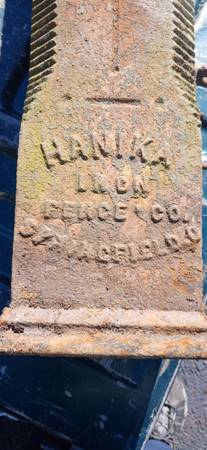 HANIKA
IRON
FENCE CO.
SPRINGFIELD, O.